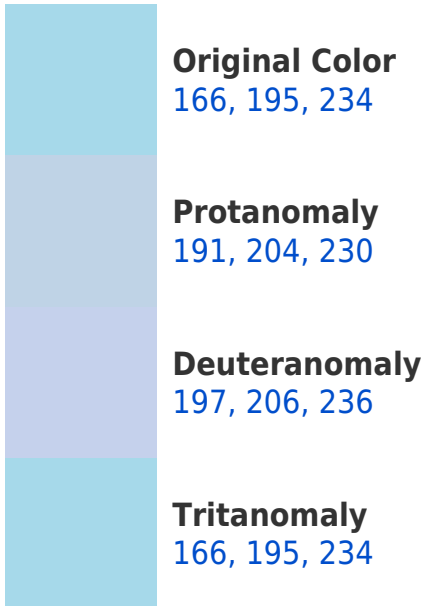 Original Color
166, 195, 234
Protanomaly
191, 204, 230
Deuteranomaly
197, 206, 236
Tritanomaly
166, 195, 234